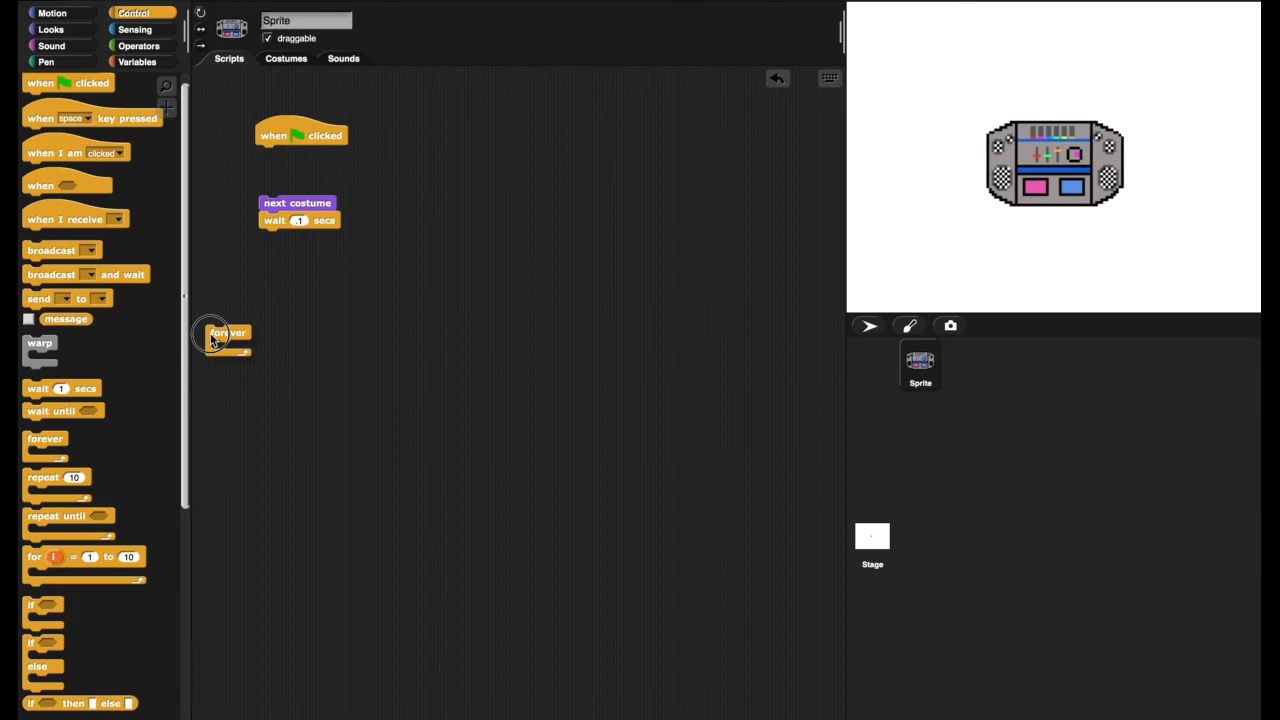 Motion
Control
Looks
Sensing
Sound
Operators
Pen
Variables
Sprite
draggable
Scripts
Costumes
Sounds
when clicked
when space key pressed
when I am clicked
when
when I receive
broadcast
broadcast and wait
send to
message
warp
wait 1 secs
wait until
forever
repeat 10
repeat until
for i = 1 to 10
if
if
else
if then else
when clicked
next costume
wait .1 secs
forever
Sprite
Stage